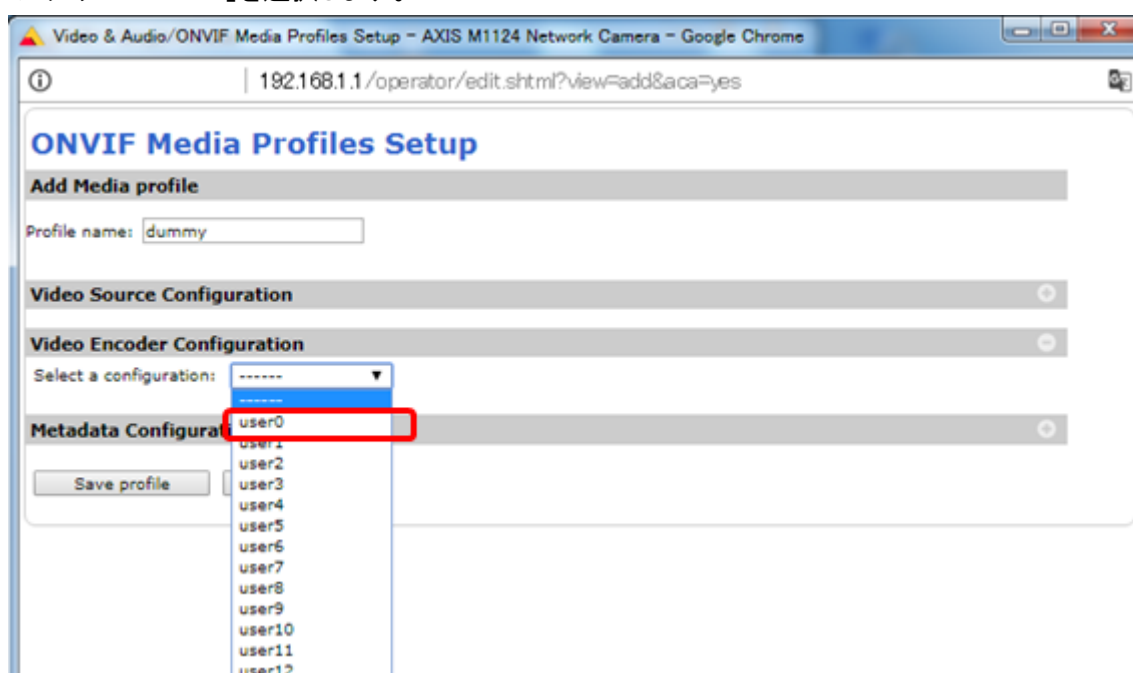 Video & Audio/ONVIF Media Profiles Setup - AXIS M1124 Network Camera - Google Chrome
192.168.1.1/operator/edit.shtml?view=add&aca=yes
ONVIF Media Profiles Setup
Add Media profile
Profile name: dummy
Video Source Configuration
Video Encoder Configuration
Select a configuration: ------
------
user0
Metadata Configurati
user1
user2
Save profile
user3
user4
user5
user6
user7
user8
user9
user10
user11
user12